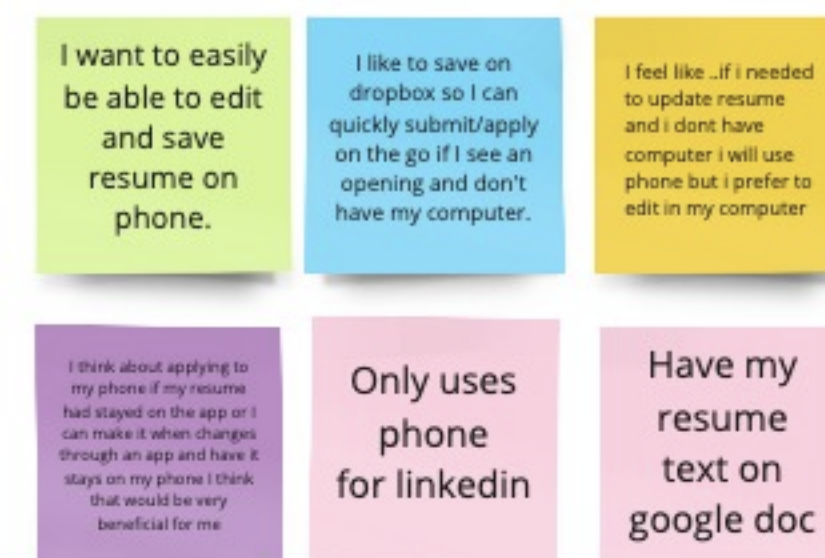 I want to easily
be able to edit
and save
resume on
phone.
I like to save on
dropbox so I can
quickly submit/apply
on the go if I see an
opening and don't
have my computer.
I feel like ..if i needed
to update resume
and i dont have
computer i will use
phone but i prefer to
edit in my computer
I think about applying to
my phone if my resume
had stayed on the app or I
can make it when changes
through an app and have it
stays on my phone I think
that would be very
beneficial for me
Only uses
phone
for linkedin
Have my
resume
text on
google doc